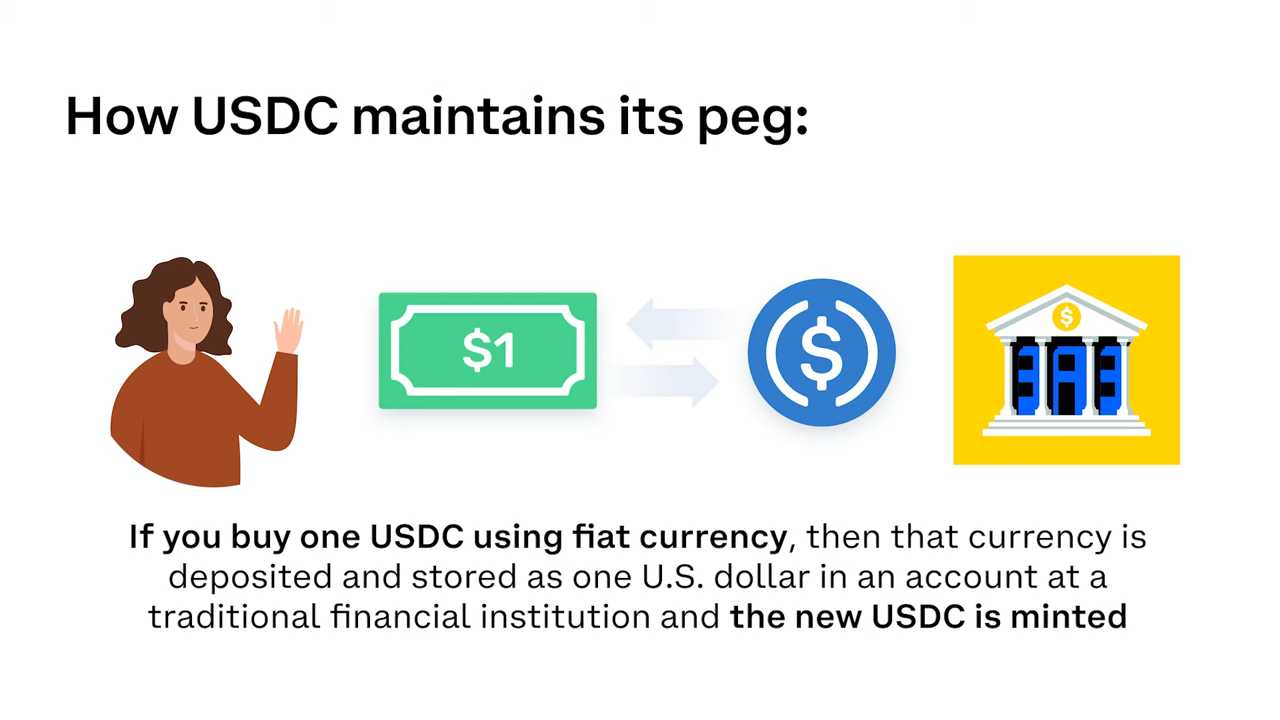 How USDC maintains its peg:
$1
$
$
If you buy one USDC using fiat currency, then that currency is
deposited and stored as one U.S. dollar in an account at a
traditional financial institution and the new USDC is minted